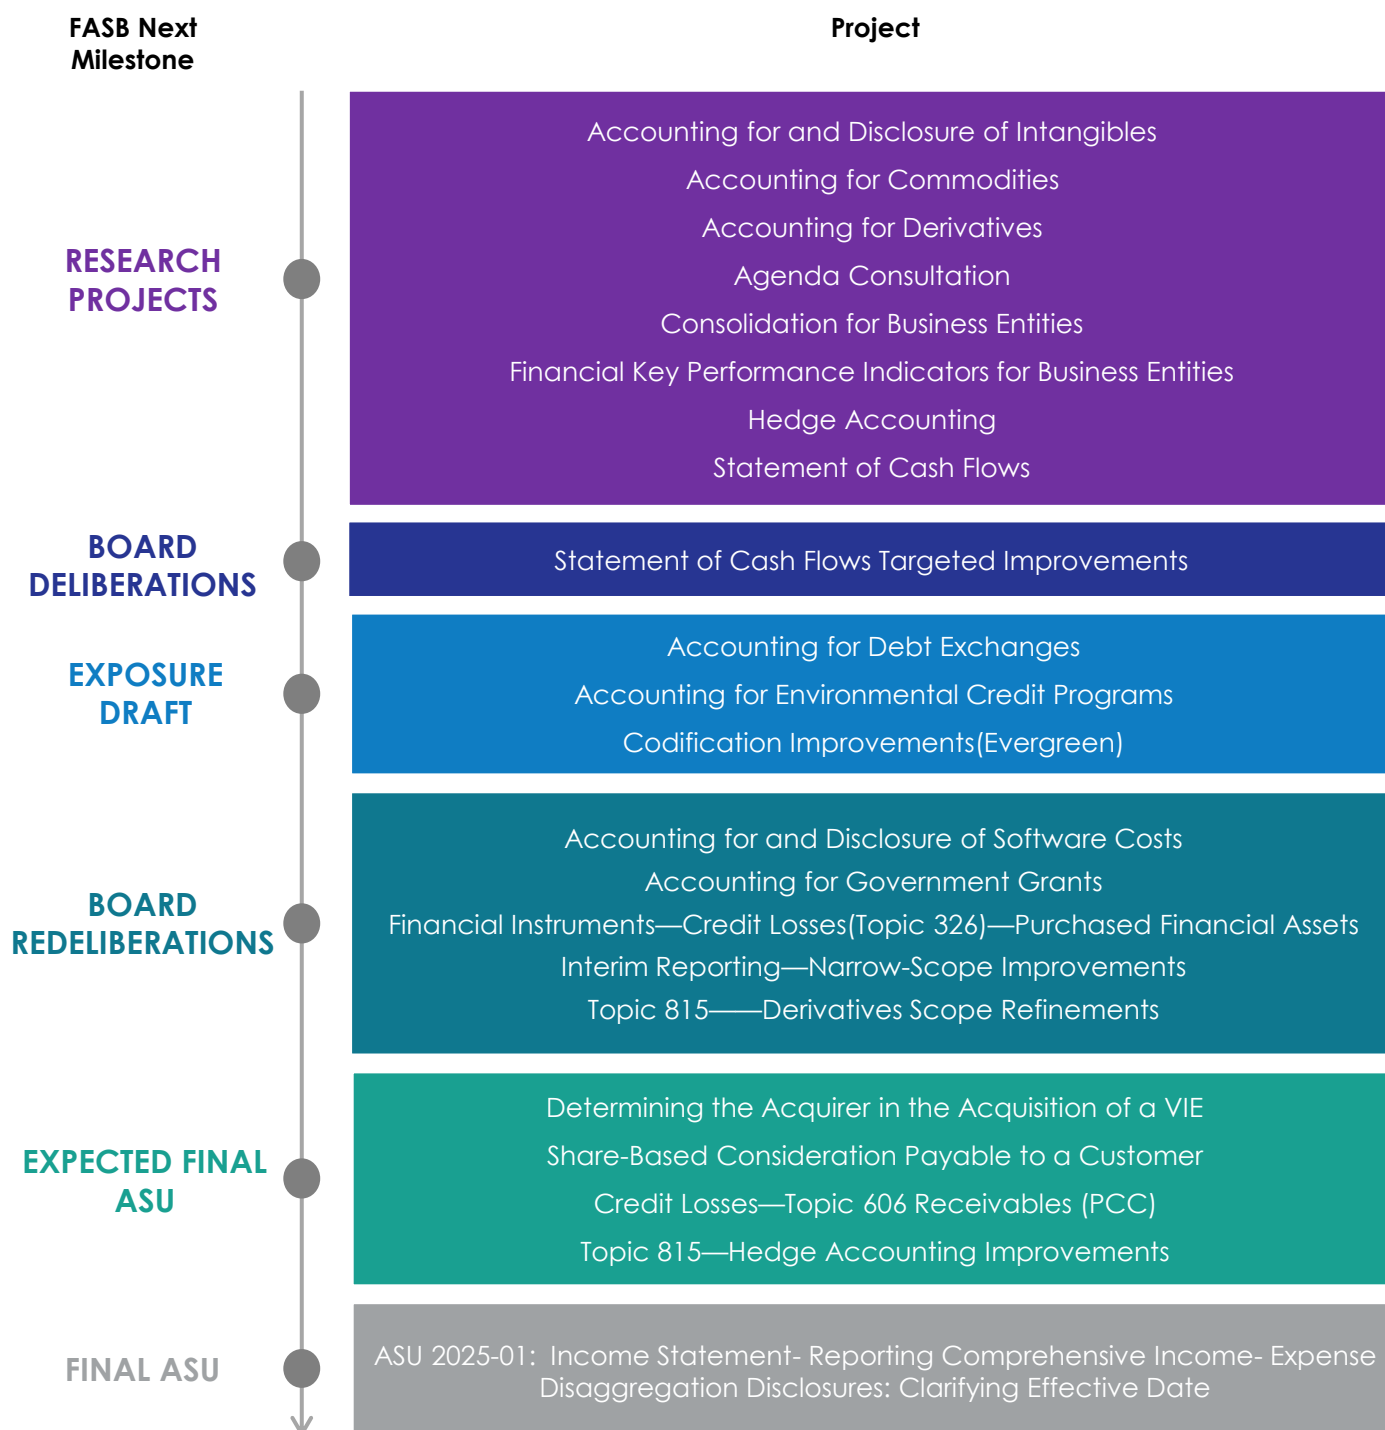 FASB Next
Milestone
Project
RESEARCH
PROJECTS
Accounting for and Disclosure of Intangibles
Accounting for Commodities
Accounting for Derivatives
Agenda Consultation
Consolidation for Business Entities
Financial Key Performance Indicators for Business Entities
Hedge Accounting
Statement of Cash Flows
BOARD
DELIBERATIONS
Statement of Cash Flows Targeted Improvements
EXPOSURE
DRAFT
Accounting for Debt Exchanges
Accounting for Environmental Credit Programs
Codification Improvements(Evergreen)
BOARD
REDELIBERATIONS
Accounting for and Disclosure of Software Costs
Accounting for Government Grants
Financial Instruments—Credit Losses(Topic 326)—Purchased Financial Assets
Interim Reporting—Narrow-Scope Improvements
Topic 815——Derivatives Scope Refinements
EXPECTED FINAL
ASU
Determining the Acquirer in the Acquisition of a VIE
Share-Based Consideration Payable to a Customer
Credit Losses—Topic 606 Receivables (PCC)
Topic 815—Hedge Accounting Improvements
FINAL ASU
ASU 2025-01:  Income Statement- Reporting Comprehensive Income- Expense
Disaggregation Disclosures: Clarifying Effective Date